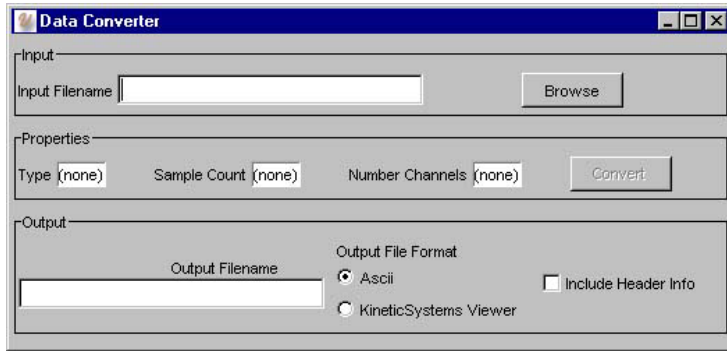 Data Converter
Input
Input Filename
Browse
Properties
Type (none) Sample Count (none) Number Channels (none) Convert
Output
Output Filename
Output File Format
Ascii
KineticSystems Viewer
Include Header Info